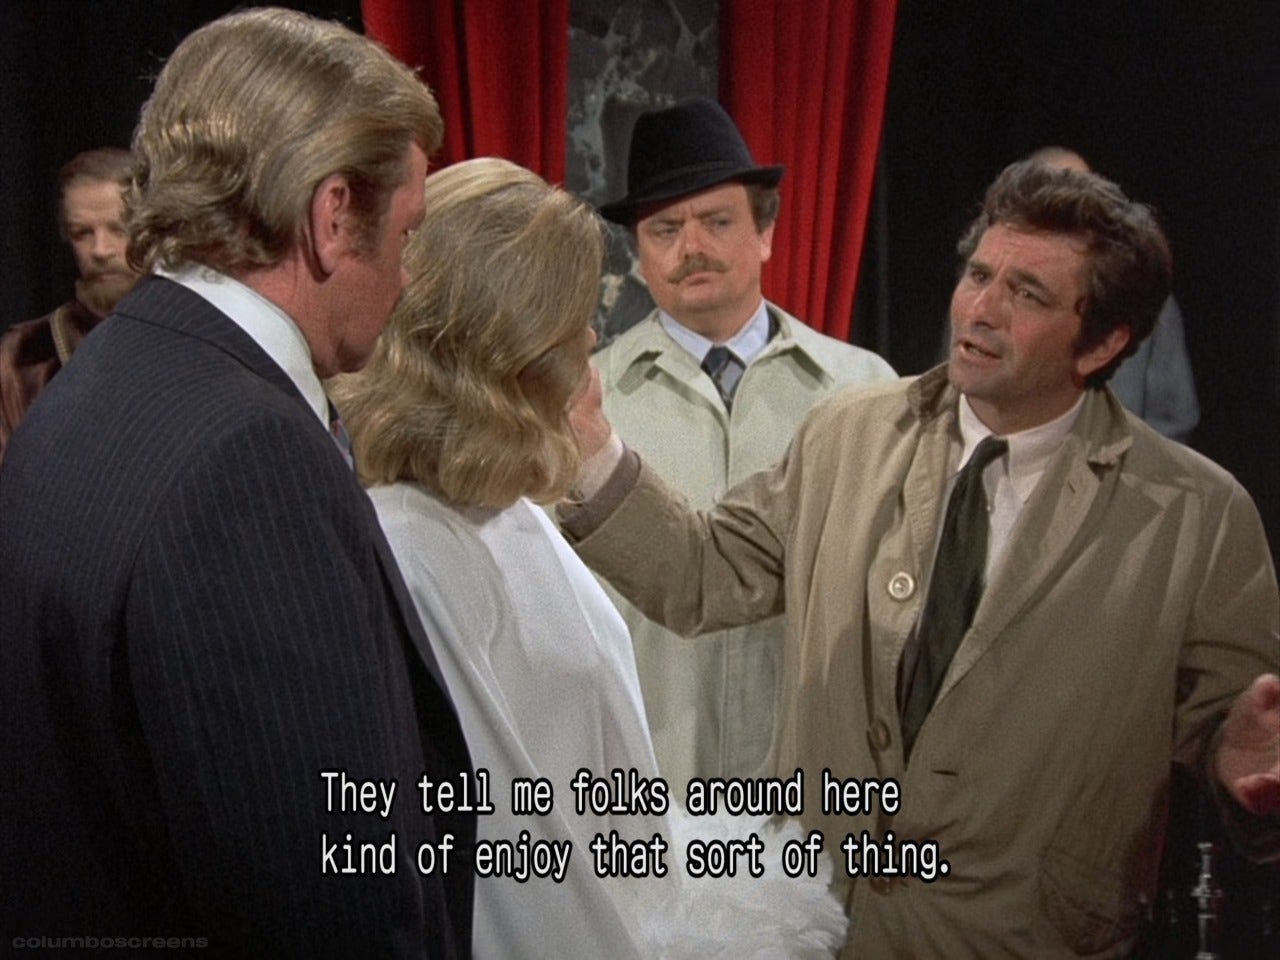 They tell me folks around here
kind of enjoy that sort of thing.
columboscreens